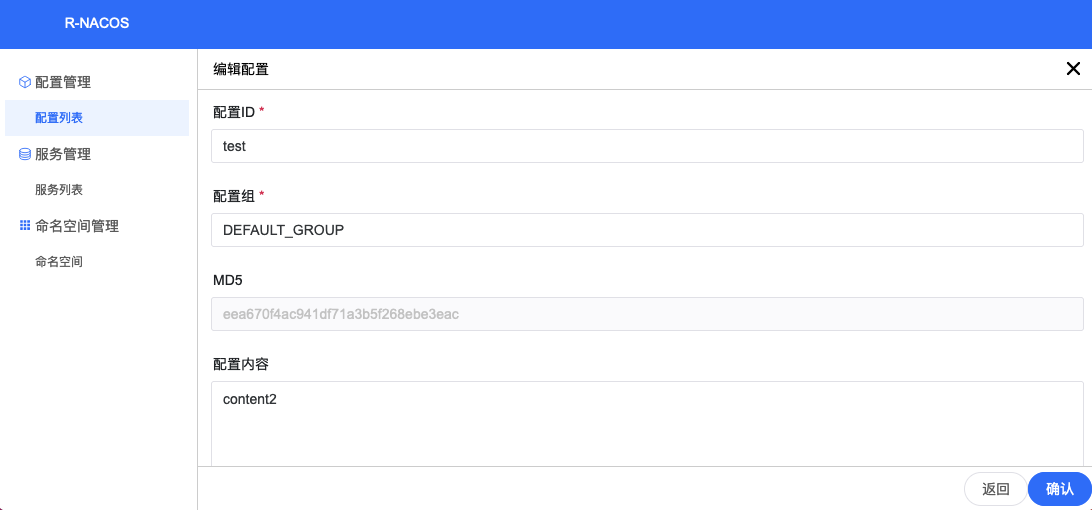 R-NACOS
配置管理
配置列表
服务管理
服务列表
命名空间管理
命名空间
编辑配置
配置ID *
test
配置组 *
DEFAULT_GROUP
MD5
eea670f4ac941df71a3b5f268ebe3eac
配置内容
content2
返回
确认